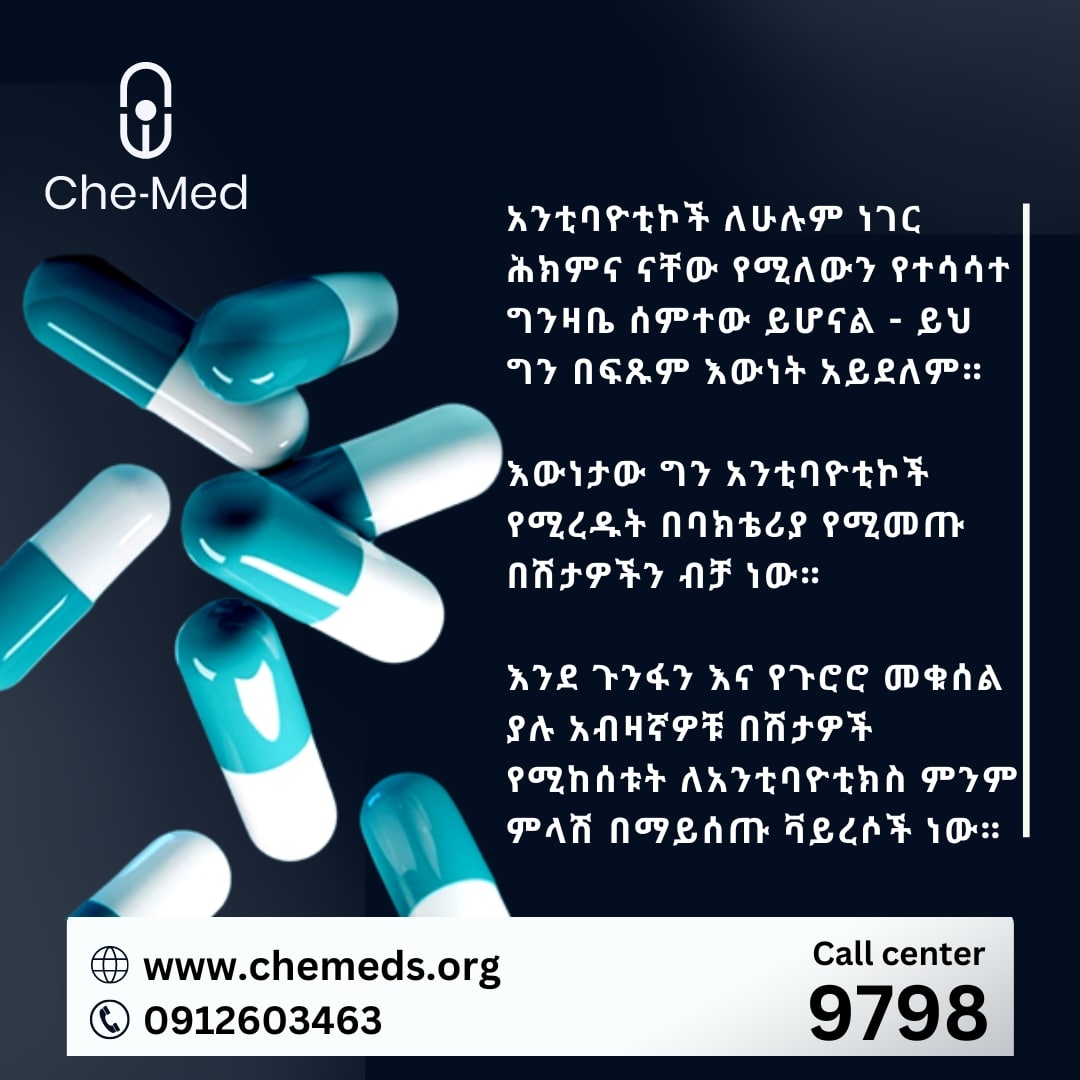 Che-Med
አንቲባዮቲኮች ለሁሉም ነገር
ሕክምና ናቸው የሚለውን የተሳሳተ
ግንዛቤ ሰምተው ይሆናል - ይህ
ግን በፍጹም እውነት አይደለም።
እውነታው ግን አንቲባዮቲኮች
የሚረዱት በባክቴሪያ የሚመጡ
በሽታዎችን ብቻ ነው።
እንደ ጉንፋን እና የጉሮሮ መቁሰል
ያሉ አብዛኛዎቹ በሽታዎች
የሚከሰቱት ለአንቲባዮቲክስ ምንም
ምላሽ በማይሰጡ ቫይረሶች ነው።
www.chemeds.org
0912603463
Call center
9798